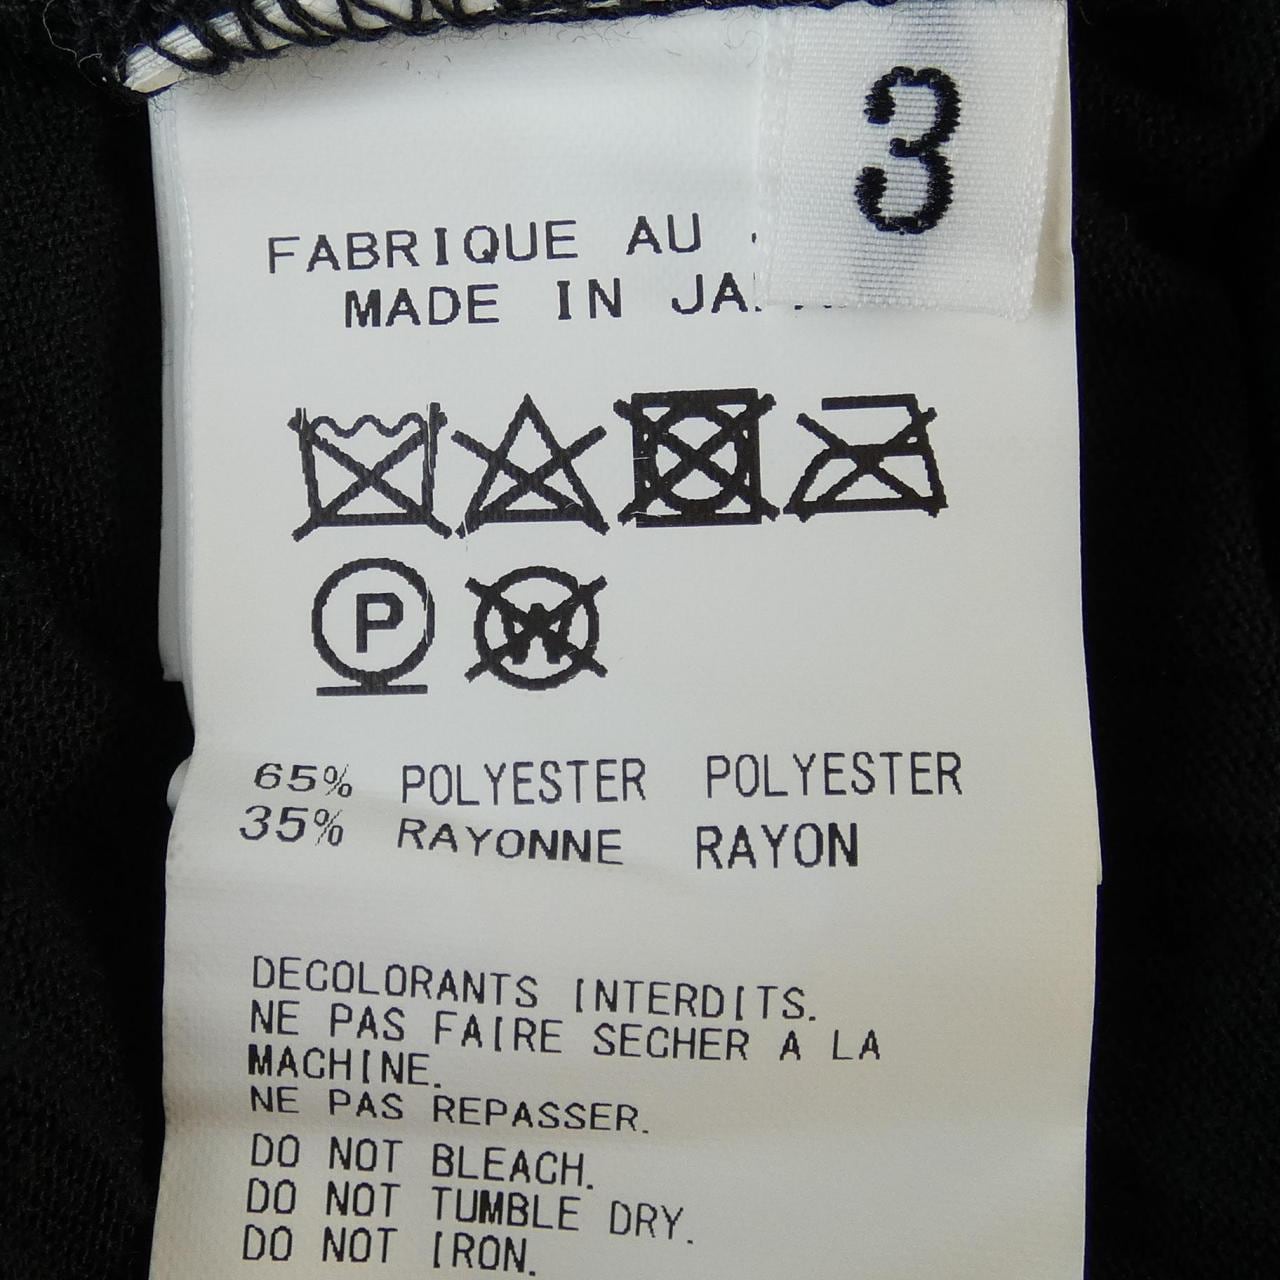 3
FABRIQUE AU
MADE IN
P
65% POLYESTER POLYESTER
35% RAYONNE RAYON
DECOLORANTS INTERDITS.
NE PAS FAIRE SECHER A LA
MACHINE.
NE PAS REPASSER.
DO NOT BLEACH.
DO NOT TUMBLE DRY.
DO NOT IRON.